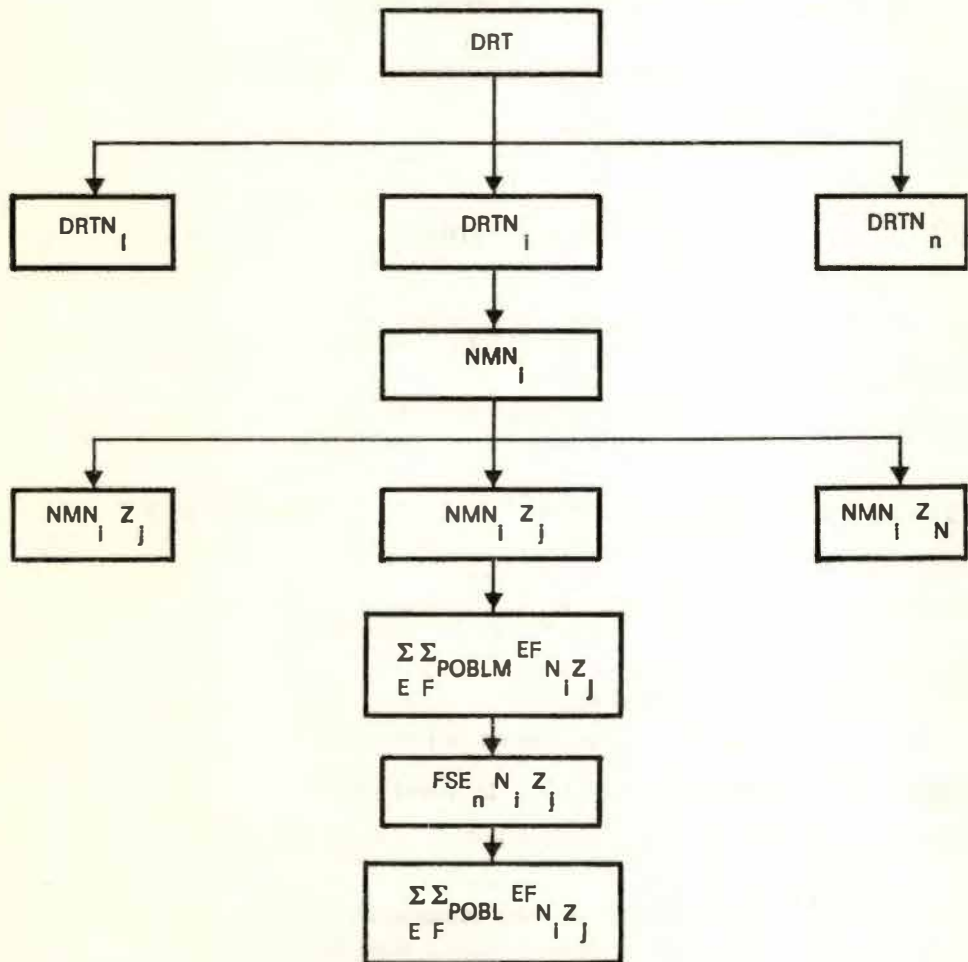 DRT
DRTN i
DRTN i
DRTN n
NMN i
NMN i Z j
NMN i Z j
NMN i Z N
Σ Σ POBLM EF N i Z j
E F
FSE n N i Z j
Σ Σ POBL EF N i Z j
E F